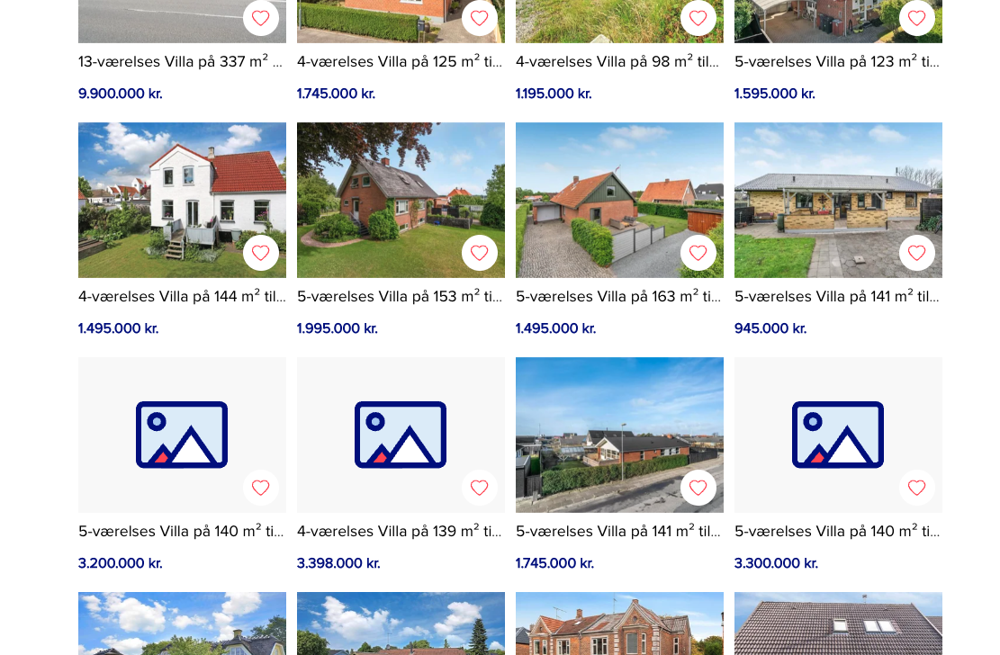 13-værelses Villa på 337 m² ...
4-værelses Villa på 125 m² ti...
4-værelses Villa på 98 m² til...
5-værelses Villa på 123 m² ti...
9.900.000 kr.
1.745.000 kr.
1.195.000 kr.
1.595.000 kr.
4-værelses Villa på 144 m² til...
5-værelses Villa på 153 m² ti...
5-værelses Villa på 163 m² ti...
5-værelses Villa på 141 m² til...
1.495.000 kr.
1.995.000 kr.
1.495.000 kr.
945.000 kr.
5-værelses Villa på 140 m² ti...
4-værelses Villa på 139 m² ti...
5-værelses Villa på 141 m² til...
5-værelses Villa på 140 m² ti...
3.200.000 kr.
3.398.000 kr.
1.745.000 kr.
3.300.000 kr.